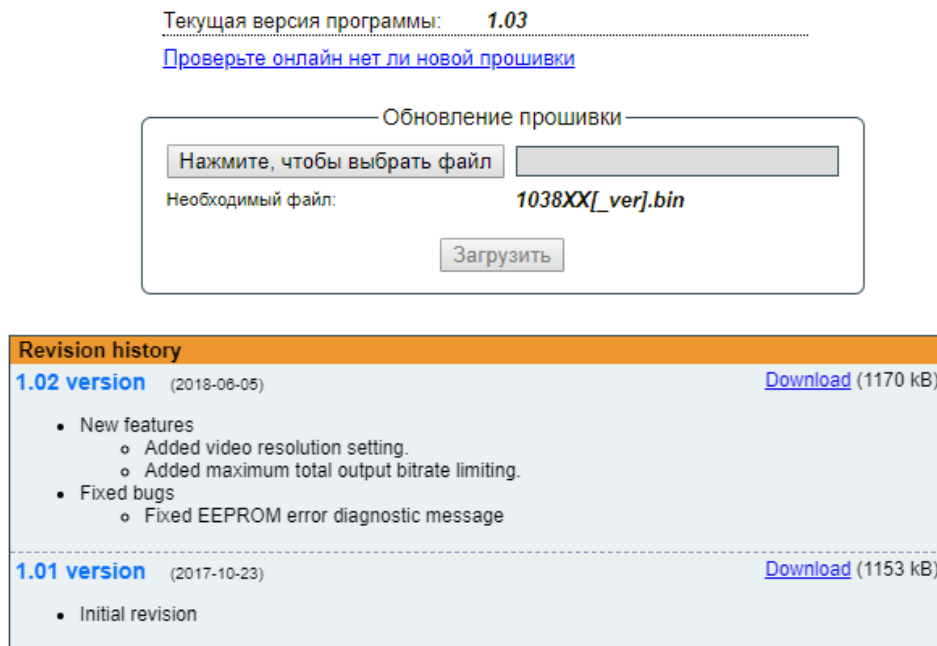 Текущая версия программы: 1.03
Проверьте онлайн нет ли новой прошивки
Обновление прошивки
Нажмите, чтобы выбрать файл
Необходимый файл: 1038XX[_ver].bin
Загрузить
Revision history
1.02 version (2018-06-05) Download (1170 kB)
New features
Added video resolution setting.
Added maximum total output bitrate limiting.
Fixed bugs
Fixed EEPROM error diagnostic message
1.01 version (2017-10-23) Download (1153 kB)
Initial revision